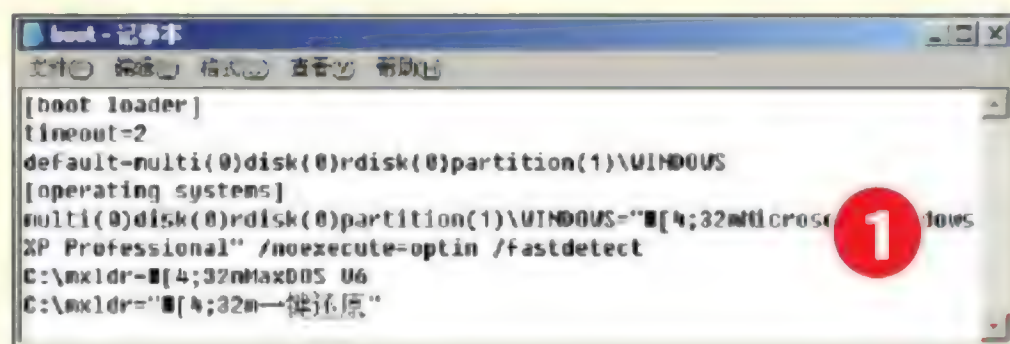 boot - 记事本
文件(F) 编辑(E) 格式(O) 查看(V) 帮助(H)
[boot loader]
timeout=2
default=multi(0)disk(0)rdisk(0)partition(1)\WINDOWS
[operating systems]
multi(0)disk(0)rdisk(0)partition(1)\WINDOWS="■[4;32mMicroso dows
XP Professional" /noexecute=optin /fastdetect
C:\mxldr=■[4;32mMaxDOS V6
C:\mxldr="■[4;32m一键还原"
1